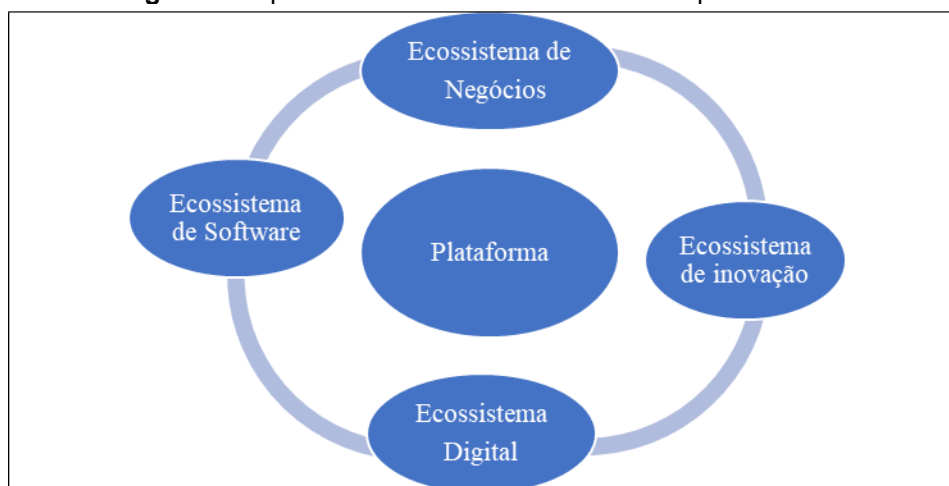 Ecossistema de
Negócios
Ecossistema
de Software
Plataforma
Ecossistema
de inovação
Ecossistema
Digital